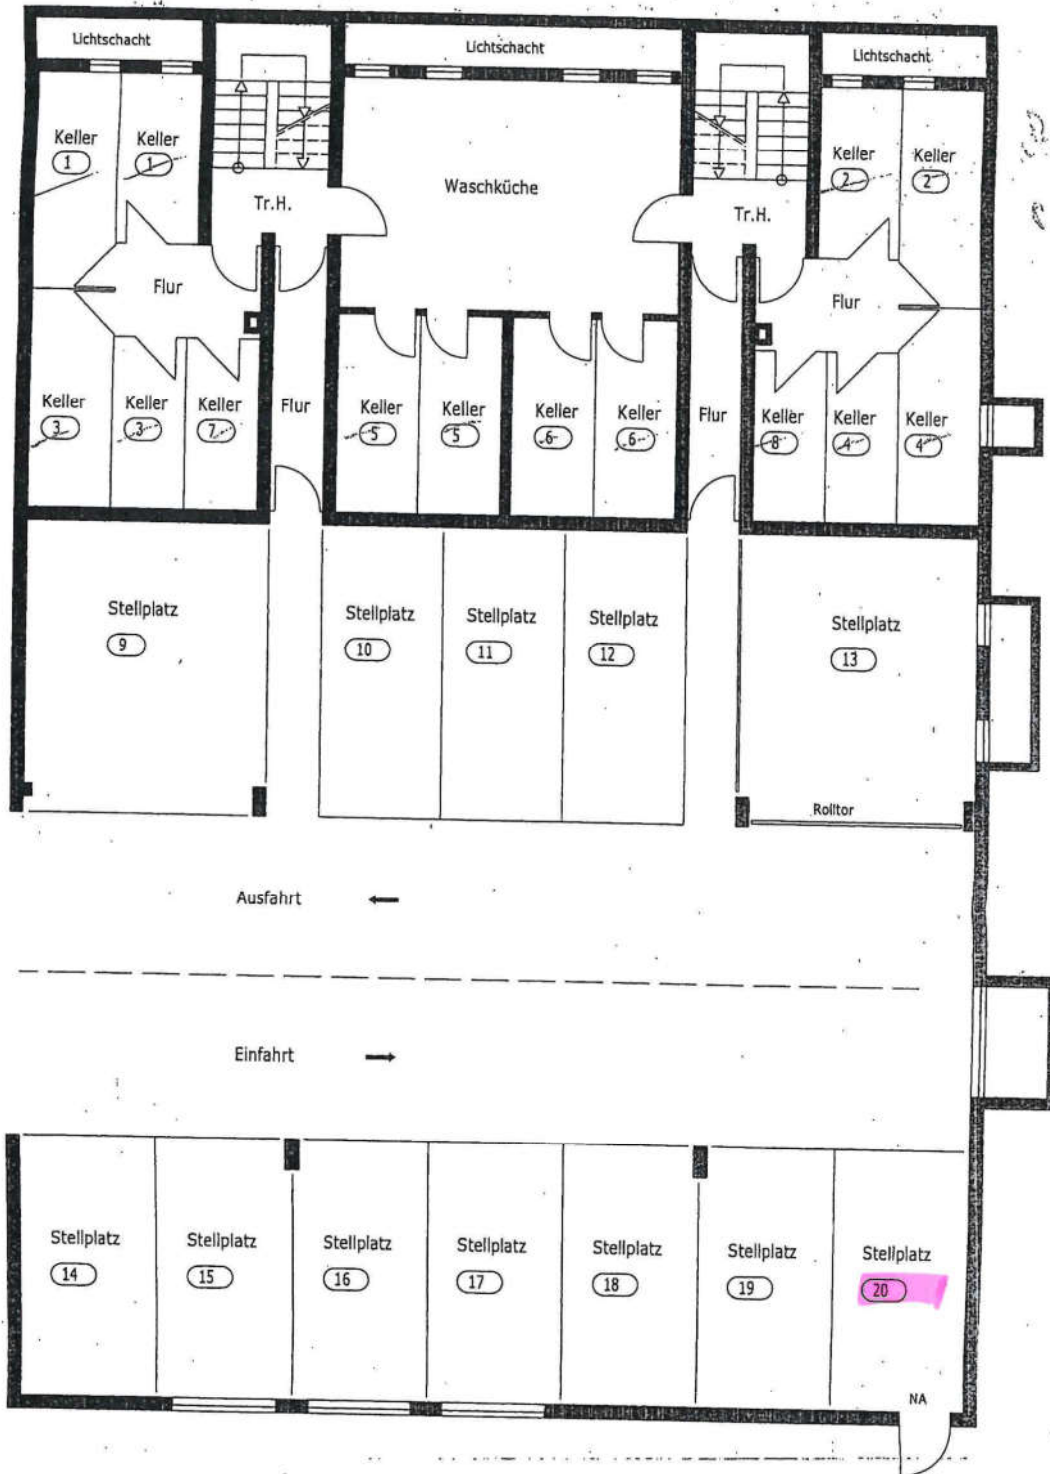 Lichtschacht
Lichtschacht
Lichtschacht
Keller
1
Keller
1
Tr.H.
Waschküche
Tr.H.
Keller
2
Keller
2
Flur
Flur
Keller
3
Keller
3
Keller
7
Flur
Keller
5
Keller
5
Keller
6
Keller
6
Flur
Keller
8
Keller
4
Keller
4
Stellplatz
9
Stellplatz
10
Stellplatz
11
Stellplatz
12
Stellplatz
13
Rolltor
Ausfahrt
Einfahrt
Stellplatz
14
Stellplatz
15
Stellplatz
16
Stellplatz
17
Stellplatz
18
Stellplatz
19
Stellplatz
20
NA